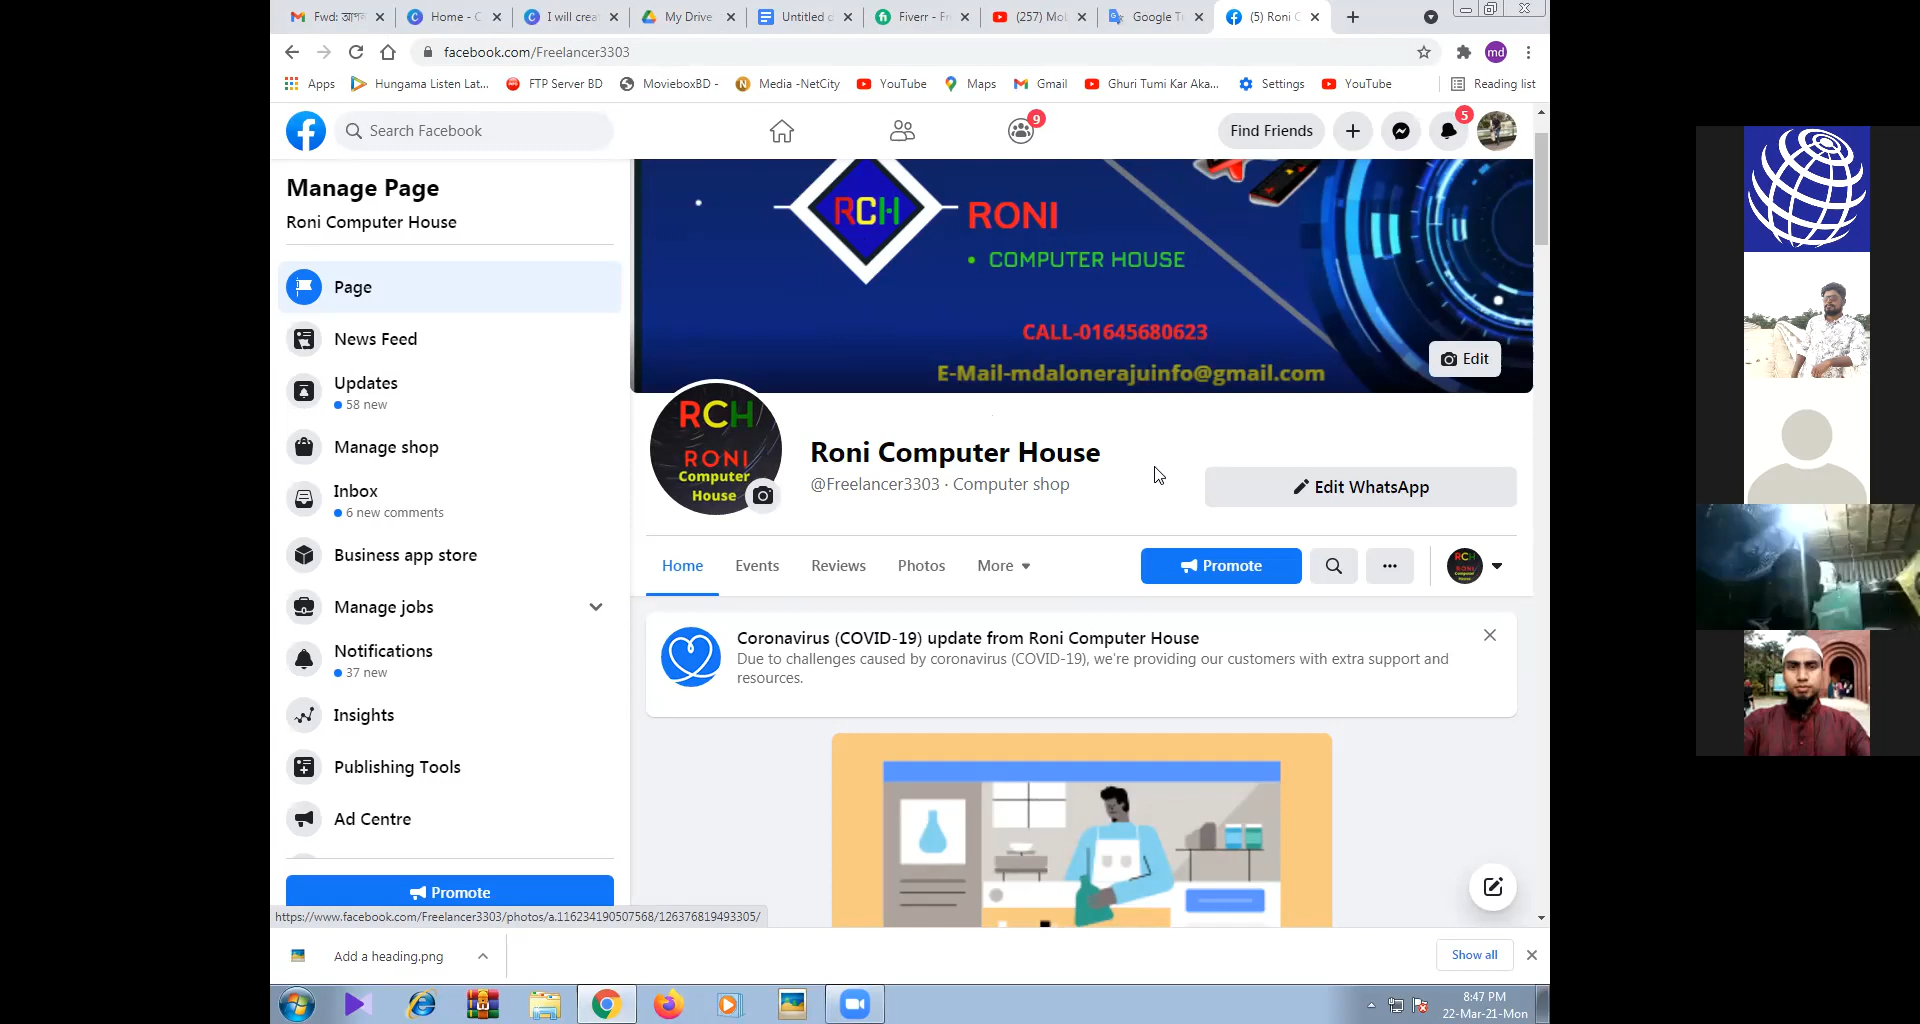 Fwd: আপন
Home - C
I will crea
My Drive
Untitled d
Fiverr - Fr
(257) Mol
Google Tr
(5) Roni C
facebook.com/Freelancer3303
md
Apps
Hungama Listen Lat...
FTP Server BD
MovieboxBD -
Media -NetCity
YouTube
Maps
Gmail
Ghuri Tumi Kar Aka...
Settings
YouTube
Reading list
Search Facebook
9
Find Friends
5
Manage Page
Roni Computer House
Page
News Feed
Updates
58 new
Manage shop
Inbox
6 new comments
Business app store
Manage jobs
Notifications
37 new
Insights
Publishing Tools
Ad Centre
Promote
https://www.facebook.com/Freelancer3303/photos/a.116234190507568/126376819493305/
RCH
RONI
• COMPUTER HOUSE
CALL-01645680623
E-Mail-mdalonerajuinfo@gmail.com
Edit
RCH
RONI
Computer
House
Roni Computer House
@Freelancer3303 · Computer shop
Edit WhatsApp
Home
Events
Reviews
Photos
More
Promote
RCH
RONI
Coronavirus (COVID-19) update from Roni Computer House
Due to challenges caused by coronavirus (COVID-19), we're providing our customers with extra support and
resources.
Add a heading.png
Show all
8:47 PM
22-Mar-21-Mon